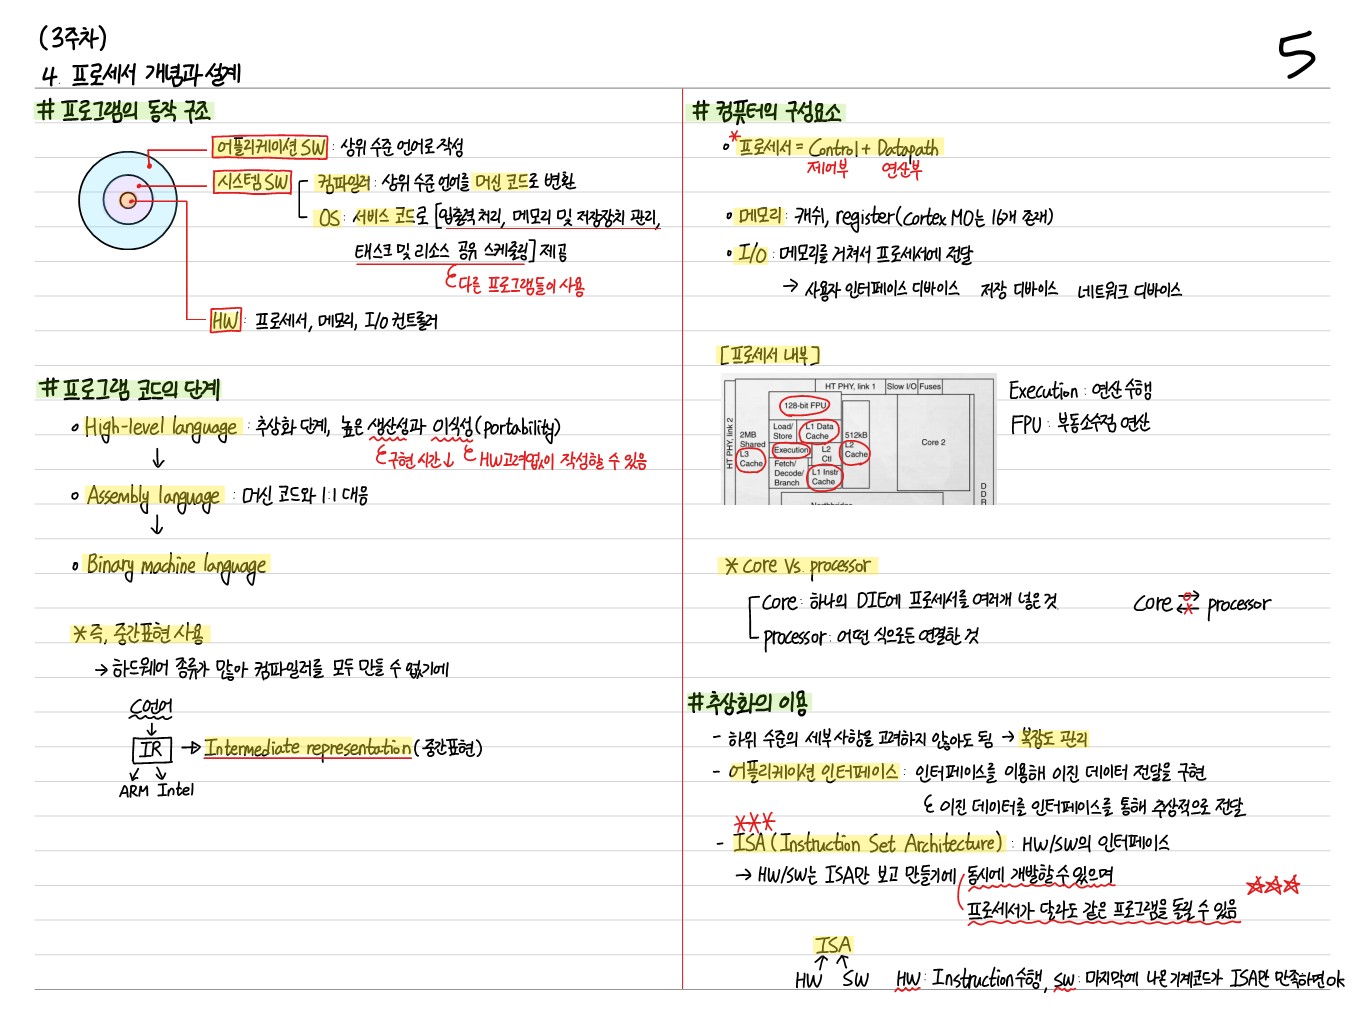 (3주차)
5
4. 프로세서 개념과 설계
# 프로그램의 동작 구조
어플리케이션 SW : 상위 수준 언어로 작성
시스템 SW
컴파일러 : 상위 수준 언어를 머신 코드로 변환
OS : 서비스 코드로 [입출력 처리, 메모리 및 저장장치 관리,
태스크 및 리소스 공유 스케줄링] 제공
다른 프로그램들이 사용
HW : 프로세서, 메모리, I/O 컨트롤러
# 프로그램 코드의 단계
• High-level language : 추상화 단계, 높은 생산성과 이식성(portability)
구현 시간↓ HW고려없이 작성할 수 있음
↓
• Assembly language : 머신 코드와 1:1 대응
↓
• Binary machine language
* 즉, 중간표현 사용
→ 하드웨어 종류가 많아 컴파일러를 모두 만들 수 없기에
C언어
↓
IR → Intermediate representation (중간표현)
ARM Intel
# 컴퓨터의 구성요소
* • 프로세서 = Control + Datapath
제어부 연산부
• 메모리 : 캐쉬, register(Cortex M0는 16개 존재)
• I/O : 메모리를 거쳐서 프로세서에 전달
→ 사용자 인터페이스 디바이스 저장 디바이스 네트워크 디바이스
[프로세서 내부]
HT PHY, link 1 Slow I/O Fuses
HT PHY, link 2
128-bit FPU
2MB Shared L3 Cache
Load/ Store
L1 Data Cache
512kB L2 Cache
Execution
L2 Ctl
Fetch/ Decode/ Branch
L1 Instr Cache
Core 2
Northbridge
DDR
Execution : 연산 수행
FPU : 부동소수점 연산
* Core Vs. processor
Core : 하나의 DIE에 프로세서를 여러개 넣은 것
processor : 어떤 식으로든 연결한 것
Core ⇄ processor
# 추상화의 이용
- 하위 수준의 세부사항을 고려하지 않아도 됨 → 복잡도 관리
- 어플리케이션 인터페이스 : 인터페이스를 이용해 이진 데이터 전달을 구현
이진 데이터를 인터페이스를 통해 추상적으로 전달
***
- ISA (Instruction Set Architecture) : HW/SW의 인터페이스
→ HW/SW는 ISA만 보고 만들기에 동시에 개발할 수 있으며
☆☆☆
프로세서가 달라도 같은 프로그램을 돌릴 수 있음
ISA
HW SW HW : Instruction 수행, SW : 마지막에 나온 기계코드가 ISA만 만족하면 ok